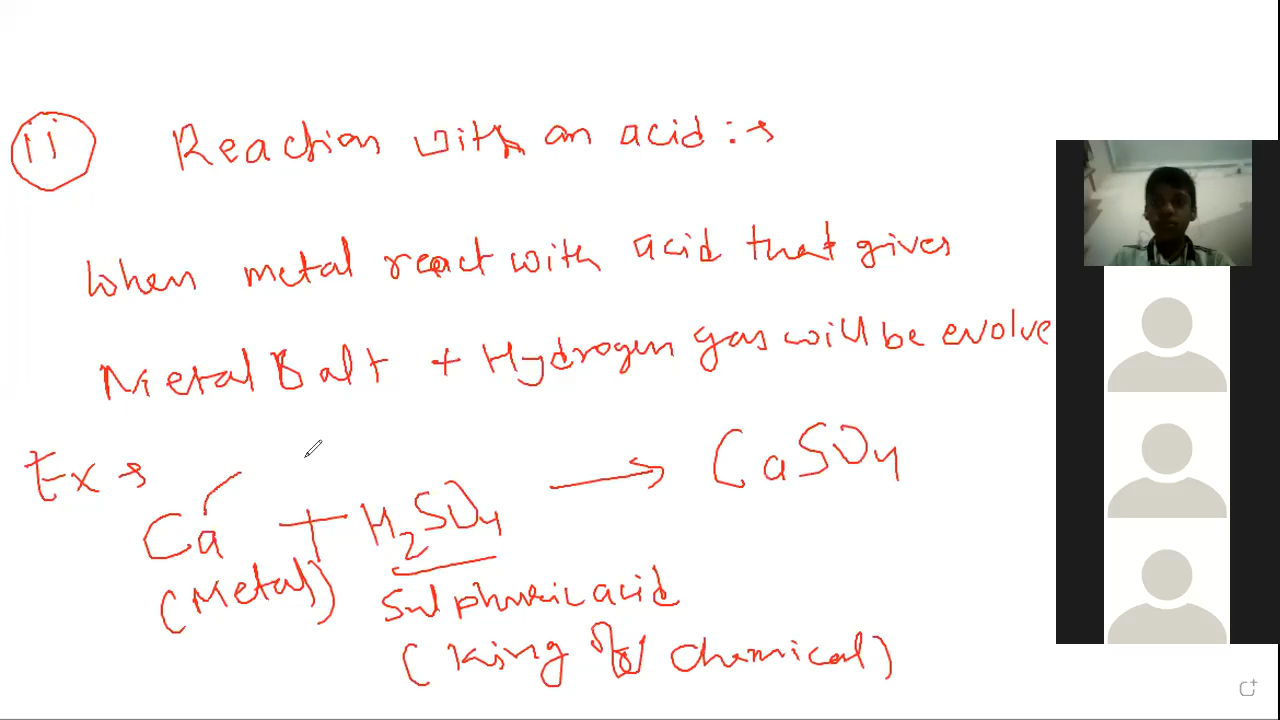 ii Reaction with an acid :→
When metal react with acid that gives
Metal Salt + Hydrogen gas will be evolve
Ex → Ca + H2SO4 → CaSO4
(Metal) Sulphuric acid
(King of chemical)